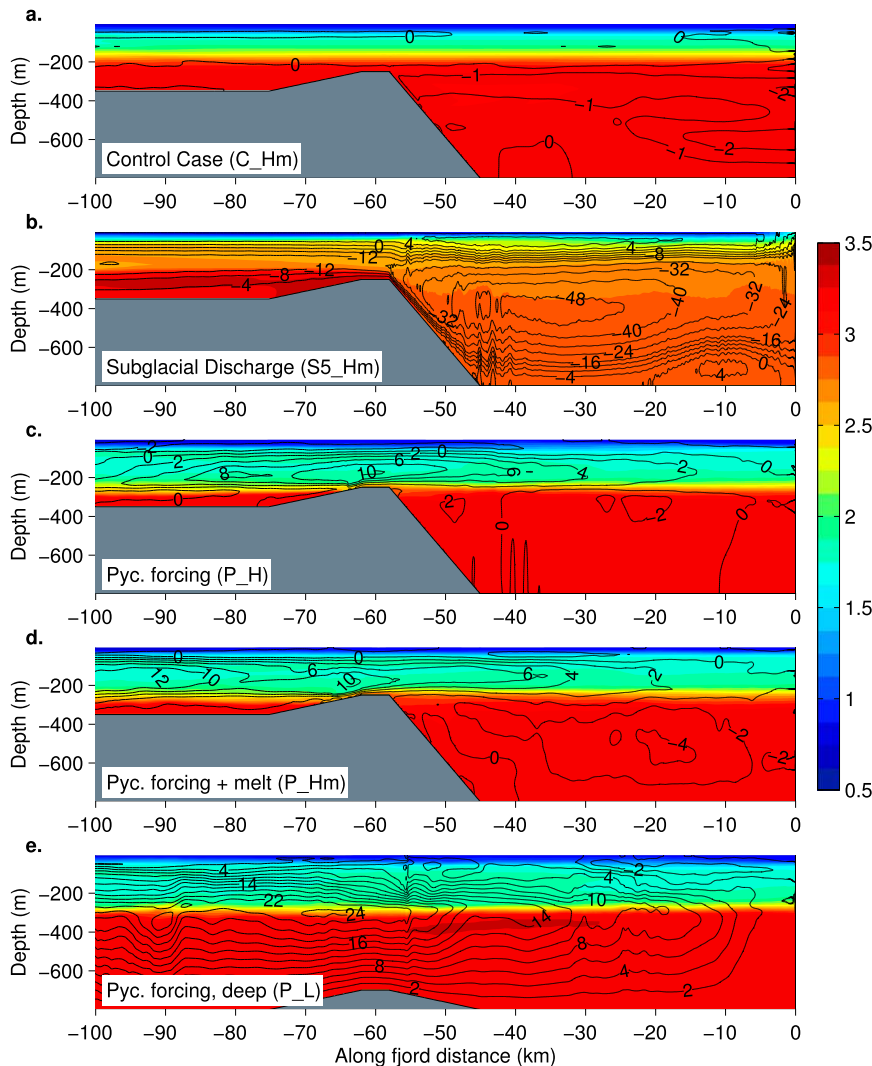 a.
0
0
0
−1
−2
−1
0
−1
−2
−200
−400
−600
Depth (m)
Control Case (C_Hm)
−100 −90 −80 −70 −60 −50 −40 −30 −20 −10 0
b.
0 4 4 −8
−12 −12 −32
−8
−4
−48 −40 −32 −24
−32
−40
−24 −16
−16
−4 4
−200
−400
−600
Depth (m)
Subglacial Discharge (S5_Hm)
−100 −90 −80 −70 −60 −50 −40 −30 −20 −10 0
3.5
3
2.5
2
1.5
1
0.5
c.
−2 0
0 2 6 2
8 10 6 4 2 0
0 −2 −2 0
0
−200
−400
−600
Depth (m)
Pyc. forcing (P_H)
−100 −90 −80 −70 −60 −50 −40 −30 −20 −10 0
d.
0 0 0
12 10 6 10 6 4 2
−2
0 0 −4 −2
−200
−400
−600
Depth (m)
Pyc. forcing + melt (P_Hm)
−100 −90 −80 −70 −60 −50 −40 −30 −20 −10 0
e.
4 4 −2
14
22 10
24 14
16 8
8 4
2 2
−200
−400
−600
Depth (m)
Pyc. forcing, deep (P_L)
−100 −90 −80 −70 −60 −50 −40 −30 −20 −10 0
Along fjord distance (km)